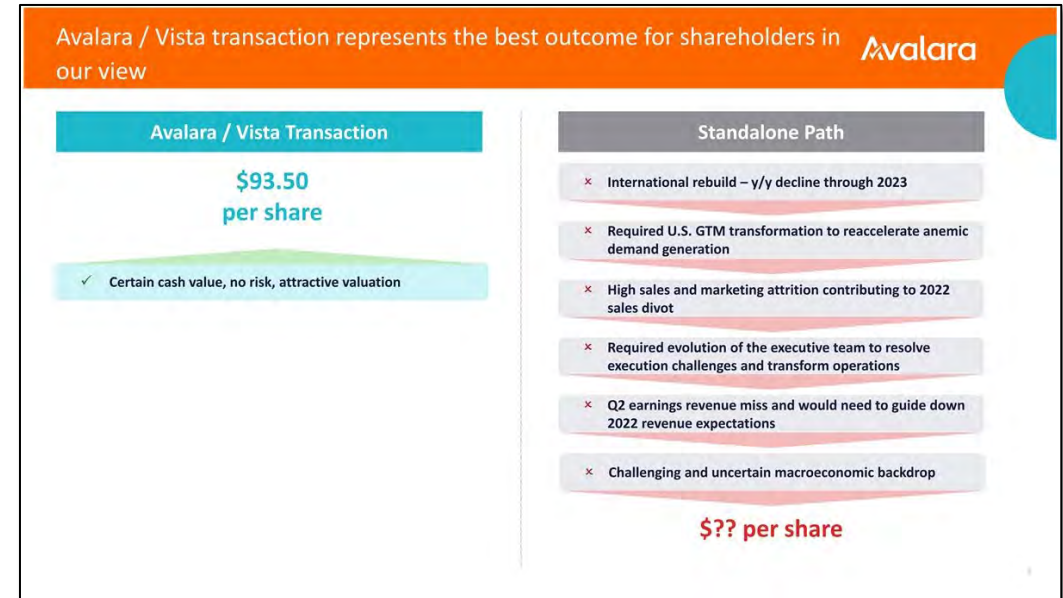 Avalara / Vista transaction represents the best outcome for shareholders in
our view
Avalara
Avalara / Vista Transaction
$93.50
per share
✓ Certain cash value, no risk, attractive valuation
Standalone Path
× International rebuild – y/y decline through 2023
× Required U.S. GTM transformation to reaccelerate anemic
demand generation
× High sales and marketing attrition contributing to 2022
sales divot
× Required evolution of the executive team to resolve
execution challenges and transform operations
× Q2 earnings revenue miss and would need to guide down
2022 revenue expectations
× Challenging and uncertain macroeconomic backdrop
$?? per share